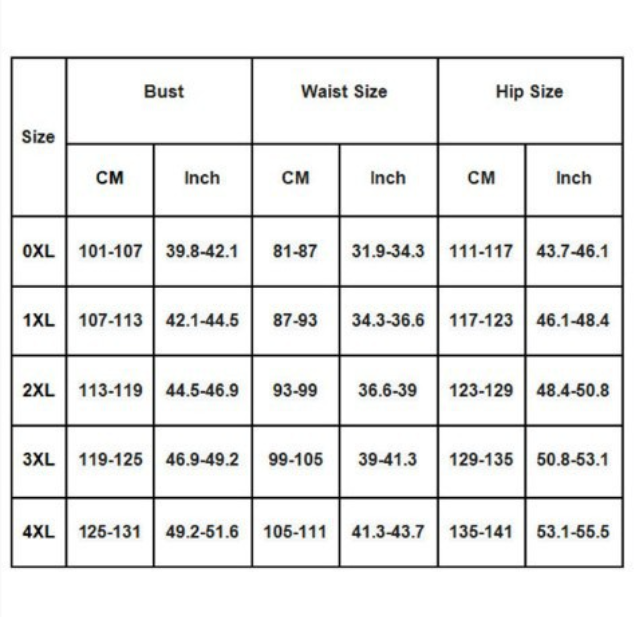 Bust Waist Size Hip Size
Size
CM Inch CM Inch CM Inch
0XL 101-107 39.8-42.1 81-87 31.9-34.3 111-117 43.7-46.1
1XL 107-113 42.1-44.5 87-93 34.3-36.6 117-123 46.1-48.4
2XL 113-119 44.5-46.9 93-99 36.6-39 123-129 48.4-50.8
3XL 119-125 46.9-49.2 99-105 39-41.3 129-135 50.8-53.1
4XL 125-131 49.2-51.6 105-111 41.3-43.7 135-141 53.1-55.5